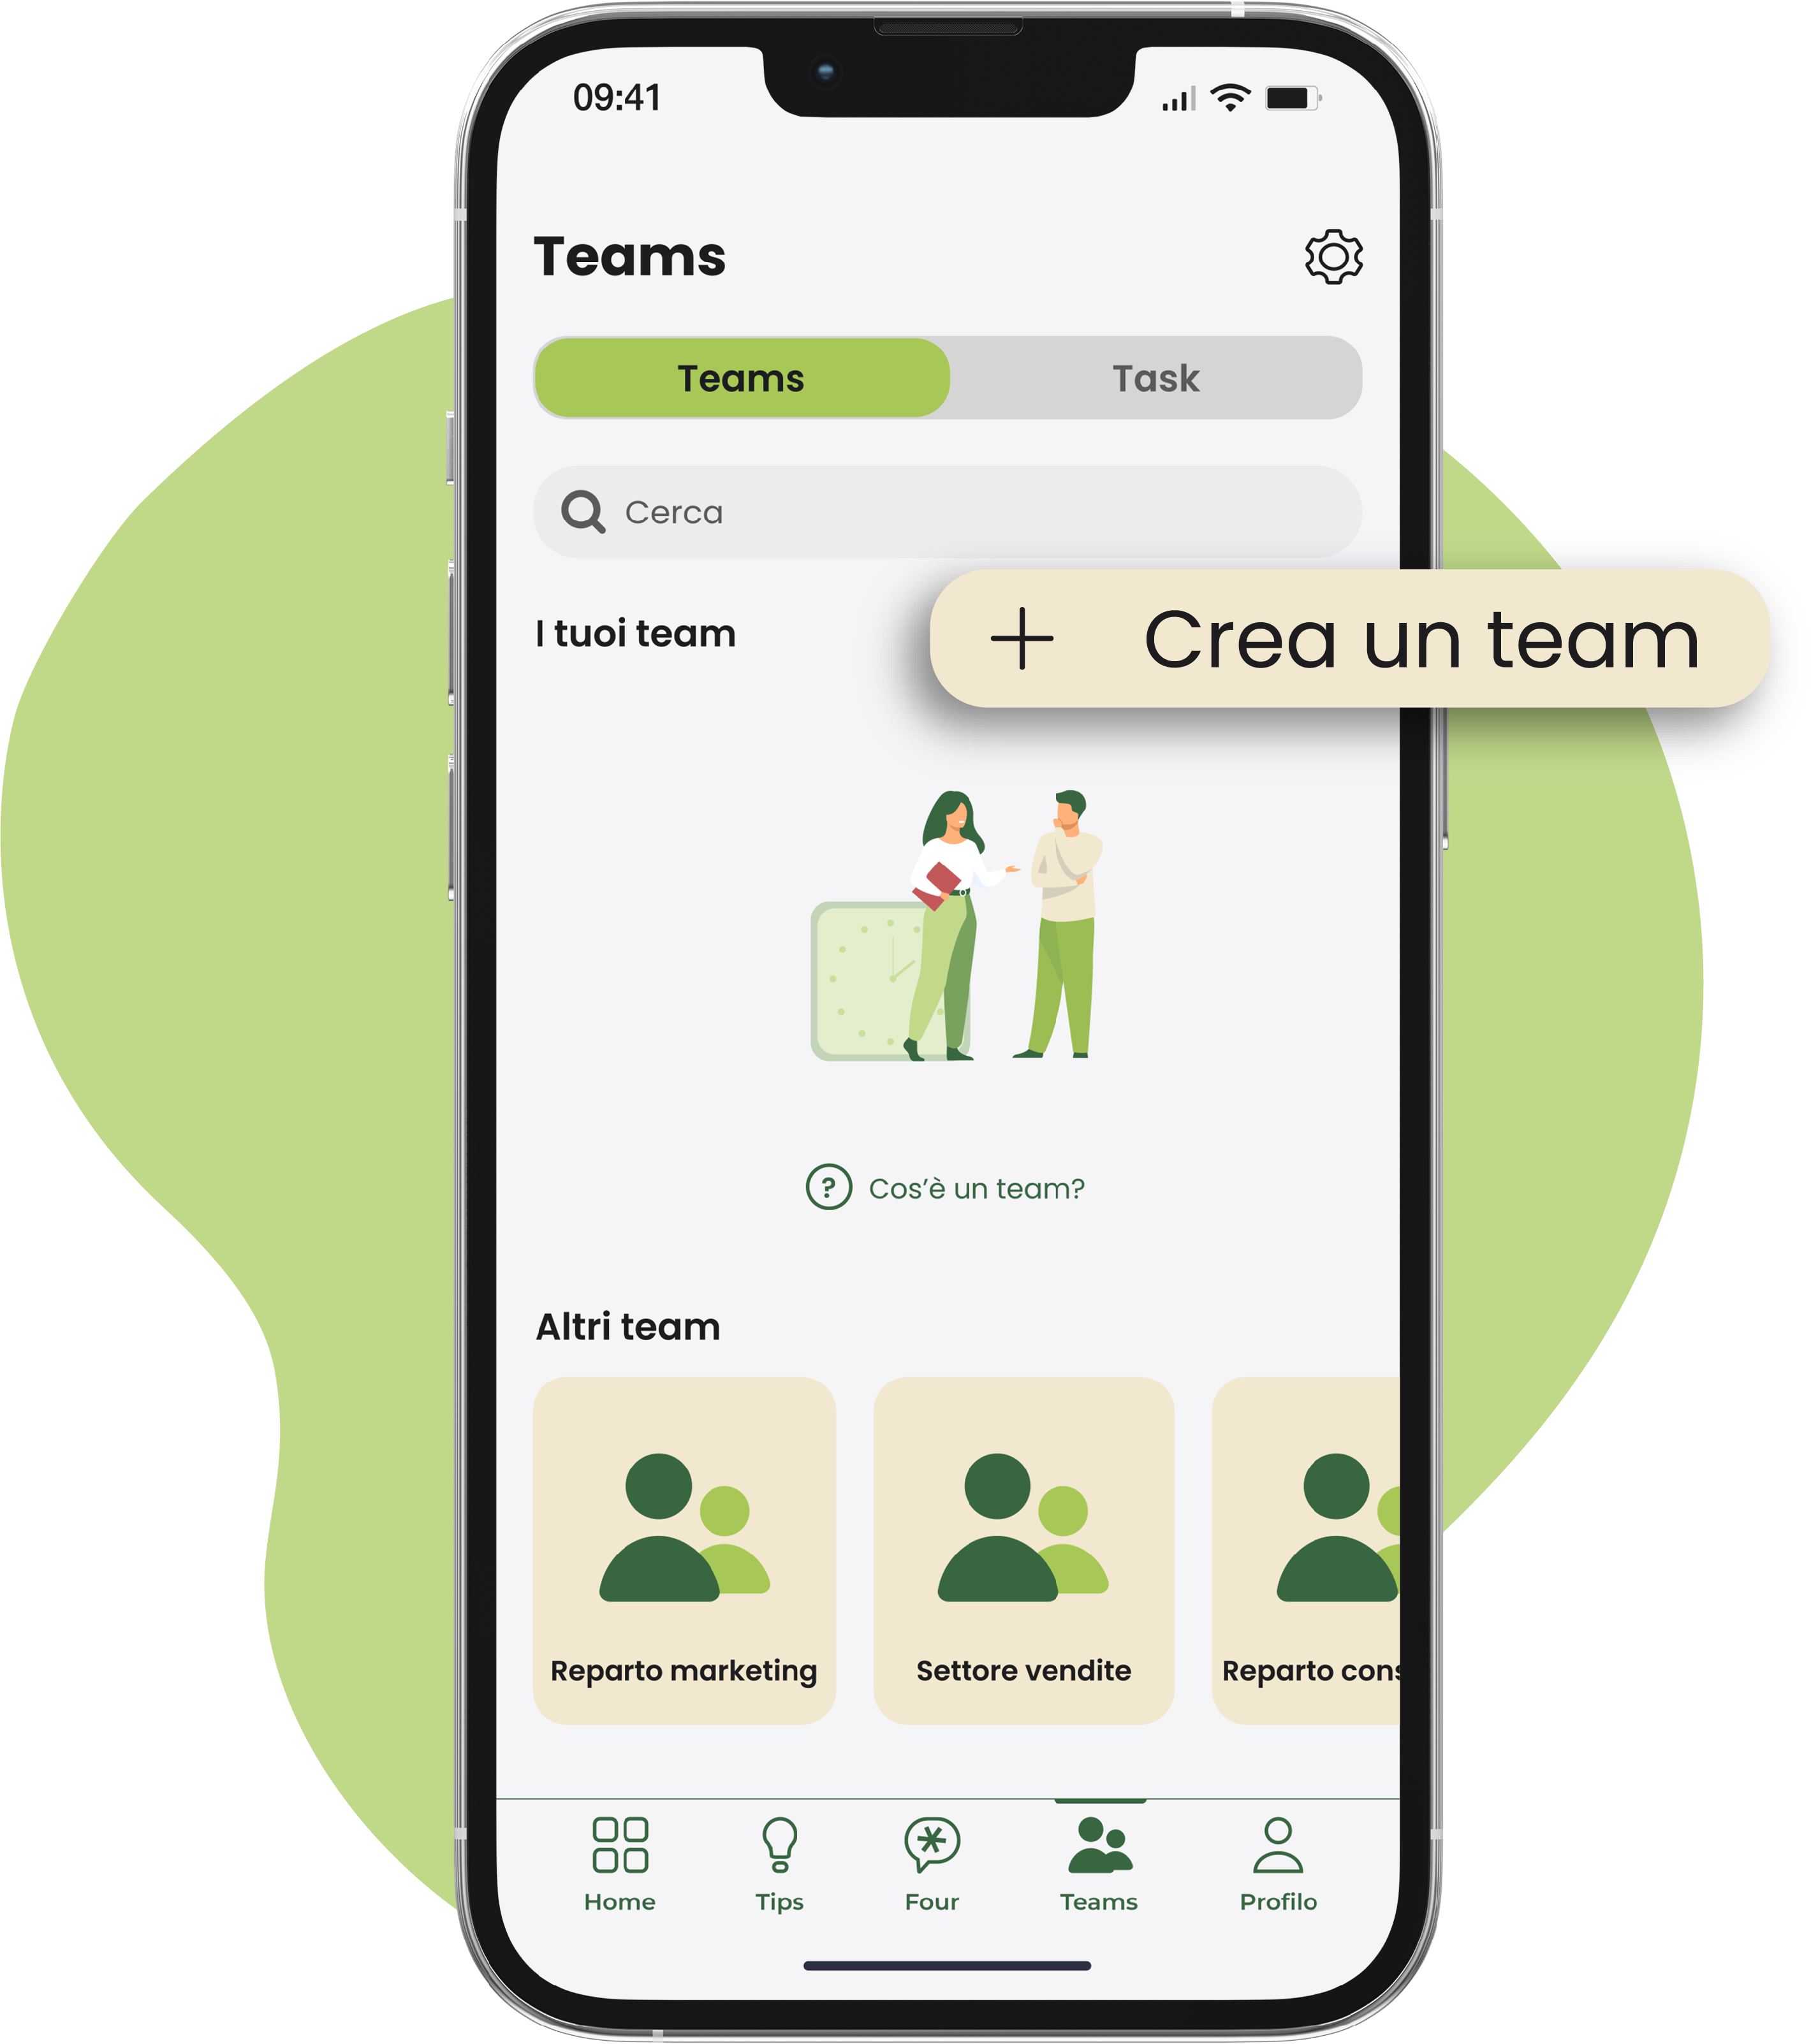 09:41
Teams
Teams
Task
Cerca
I tuoi team
Crea un team
?
Cos'è un team?
Altri team
Reparto marketing
Settore vendite
Reparto
Home
Tips
Four
Teams
Profilo